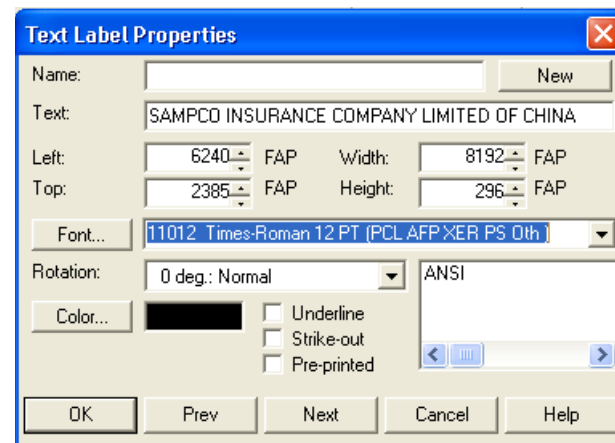 Text Label Properties
Name: New
Text: SAMPCO INSURANCE COMPANY LIMITED OF CHINA
Left: 6240 FAP Width: 8192 FAP
Top: 2385 FAP Height: 296 FAP
Font... 11012 Times-Roman 12 PT (PCL AFP XER PS Oth )
Rotation: 0 deg.: Normal ANSI
Color... Underline
Strike-out
Pre-printed
OK Prev Next Cancel Help